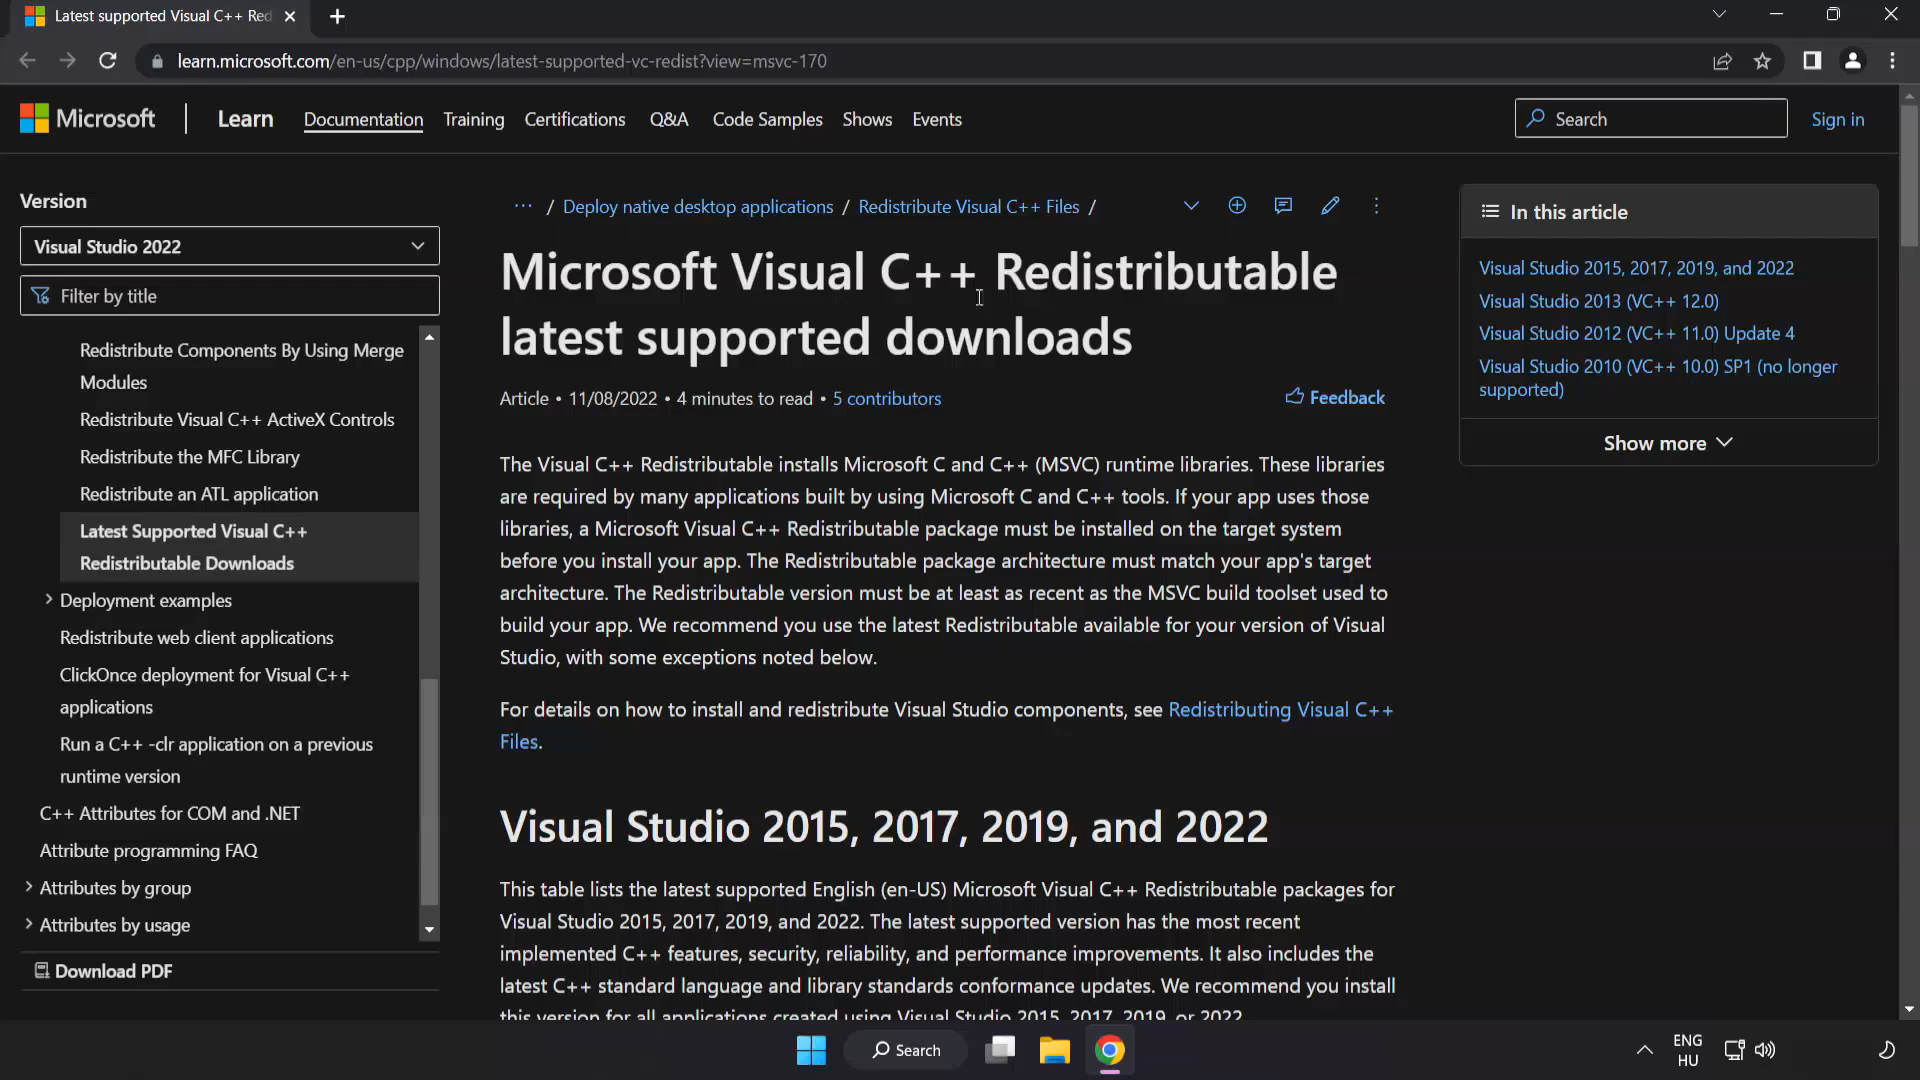 Latest supported Visual C++ Red
learn.microsoft.com/en-us/cpp/windows/latest-supported-vc-redist?view=msvc-170
Microsoft
Learn
Documentation
Training
Certifications
Q&A
Code Samples
Shows
Events
Search
Sign in
Version
Visual Studio 2022
Filter by title
Redistribute Components By Using Merge
Modules
Redistribute Visual C++ ActiveX Controls
Redistribute the MFC Library
Redistribute an ATL application
Latest Supported Visual C++
Redistributable Downloads
Deployment examples
Redistribute web client applications
ClickOnce deployment for Visual C++
applications
Run a C++ -clr application on a previous
runtime version
C++ Attributes for COM and .NET
Attribute programming FAQ
Attributes by group
Attributes by usage
Download PDF
··· / Deploy native desktop applications / Redistribute Visual C++ Files /
Microsoft Visual C++ Redistributable
latest supported downloads
Article • 11/08/2022 • 4 minutes to read • 5 contributors
Feedback
The Visual C++ Redistributable installs Microsoft C and C++ (MSVC) runtime libraries. These libraries
are required by many applications built by using Microsoft C and C++ tools. If your app uses those
libraries, a Microsoft Visual C++ Redistributable package must be installed on the target system
before you install your app. The Redistributable package architecture must match your app's target
architecture. The Redistributable version must be at least as recent as the MSVC build toolset used to
build your app. We recommend you use the latest Redistributable available for your version of Visual
Studio, with some exceptions noted below.
For details on how to install and redistribute Visual Studio components, see Redistributing Visual C++
Files.
Visual Studio 2015, 2017, 2019, and 2022
This table lists the latest supported English (en-US) Microsoft Visual C++ Redistributable packages for
Visual Studio 2015, 2017, 2019, and 2022. The latest supported version has the most recent
implemented C++ features, security, reliability, and performance improvements. It also includes the
latest C++ standard language and library standards conformance updates. We recommend you install
this version for all applications created using Visual Studio 2015, 2017, 2019, or 2022.
In this article
Visual Studio 2015, 2017, 2019, and 2022
Visual Studio 2013 (VC++ 12.0)
Visual Studio 2012 (VC++ 11.0) Update 4
Visual Studio 2010 (VC++ 10.0) SP1 (no longer
supported)
Show more
Search
ENG
HU